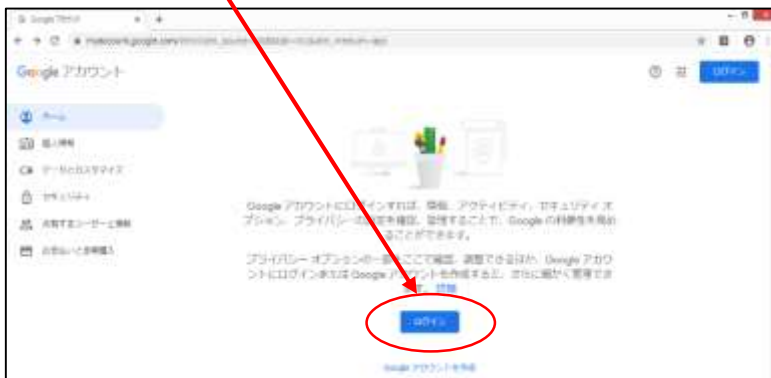 Google アカウント
ログイン
ホーム
個人情報
データとカスタマイズ
セキュリティ
共有するユーザーと情報
お支払いと定期購入
Google アカウントにログインすれば、情報、アクティビティ、セキュリティ オ
プション、プライバシーの設定を確認、管理することで、Google の利便性を高め
ることができます。
プライバシー オプションの一部をここで確認、調整できるほか、Google アカウ
ントにログインまたは Google アカウントを作成すると、さらに細かく管理でき
ます。詳細
ログイン
Google アカウントを作成